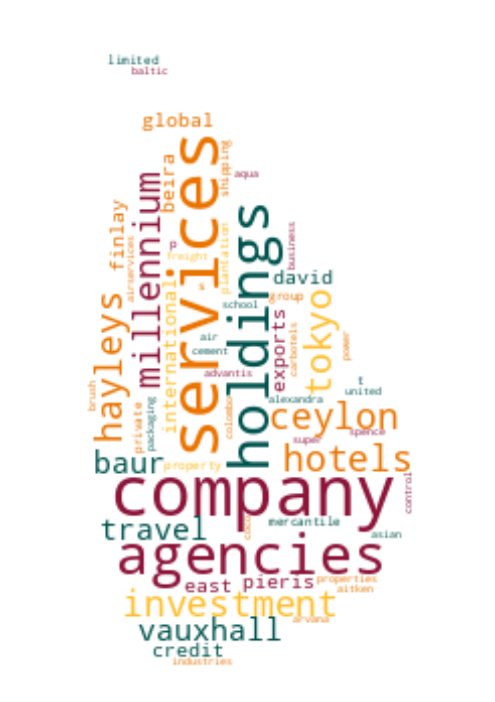 limited
baltic
global
services
shipping
beira
millennium
aqua
finlay
airservices
p
freight
plantation
holdings
business
david
s
group
school
international
hayleys
tokyo
exports
carbotels
power
air
cement
advantis
t
united
brush
private
packaging
colombo
alexandra
ceylon
super
spence
baur
property
hotels
company
control
travel
coco
mercantile
asian
agencies
east
pieris
properties
aitken
investment
arvana
vauxhall
credit
industries